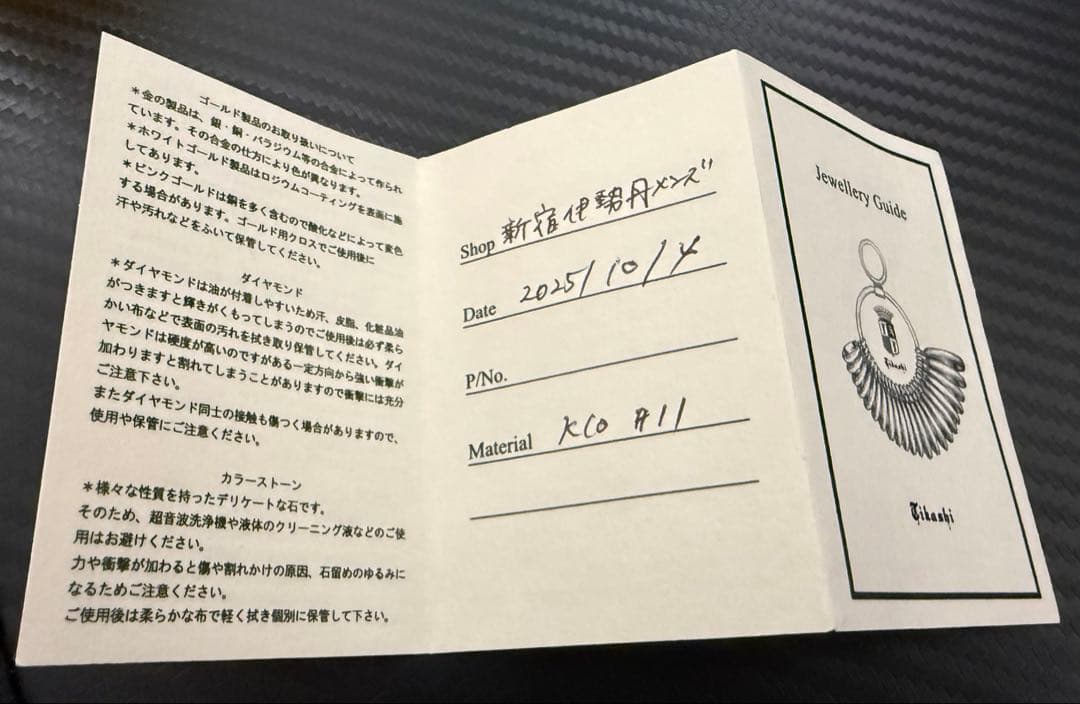 ゴールド製品のお取り扱いについて
＊金の製品は、銀・銅・パラジウム等の合金によって作られ
ています。その合金の仕方により色が異なります。
＊ホワイトゴールド製品はロジウムコーティングを表面に施
してあります。
＊ピンクゴールドは銅を多く含むので酸化などによって変色
する場合があります。ゴールド用クロスでご使用後に
汗や汚れなどをふいて保管してください。
ダイヤモンド
＊ダイヤモンドは油が付着しやすいため汗、皮脂、化粧品油
がつきますと輝きがくもってしまうのでご使用後は必ず柔ら
かい布などで表面の汚れを拭き取り保管してください。ダイ
ヤモンドは硬度が高いのですがある一定方向から強い衝撃が
加わりますと割れてしまうことがありますので衝撃には充分
ご注意下さい。
またダイヤモンド同士の接触も傷つく場合がありますので、
使用や保管にご注意ください。
カラーストーン
＊様々な性質を持ったデリケートな石です。
そのため、超音波洗浄機や液体のクリーニング液などのご使
用はお避けください。
力や衝撃が加わると傷や割れかけの原因、石留めのゆるみに
なるためご注意ください。
ご使用後は柔らかな布で軽く拭き個別に保管して下さい。
Shop 新宿伊勢丹メンズ
Date 2025/10/4
P/No.
Material K10 #11
Jewellery Guide
Tikashi
Tikashi